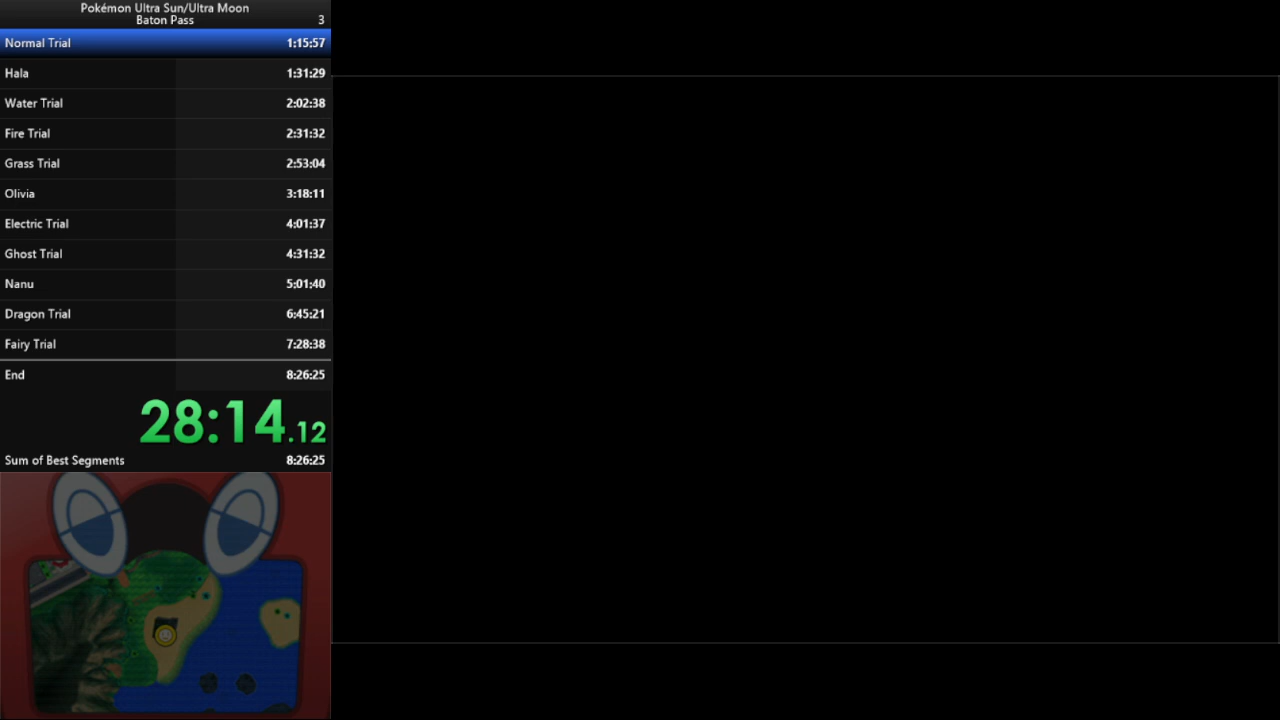 Pokémon Ultra Sun/Ultra Moon
Baton Pass 3
Normal Trial 1:15:57
Hala 1:31:29
Water Trial 2:02:38
Fire Trial 2:31:32
Grass Trial 2:53:04
Olivia 3:18:11
Electric Trial 4:01:37
Ghost Trial 4:31:32
Nanu 5:01:40
Dragon Trial 6:45:21
Fairy Trial 7:28:38
End 8:26:25
28:14.12
Sum of Best Segments 8:26:25